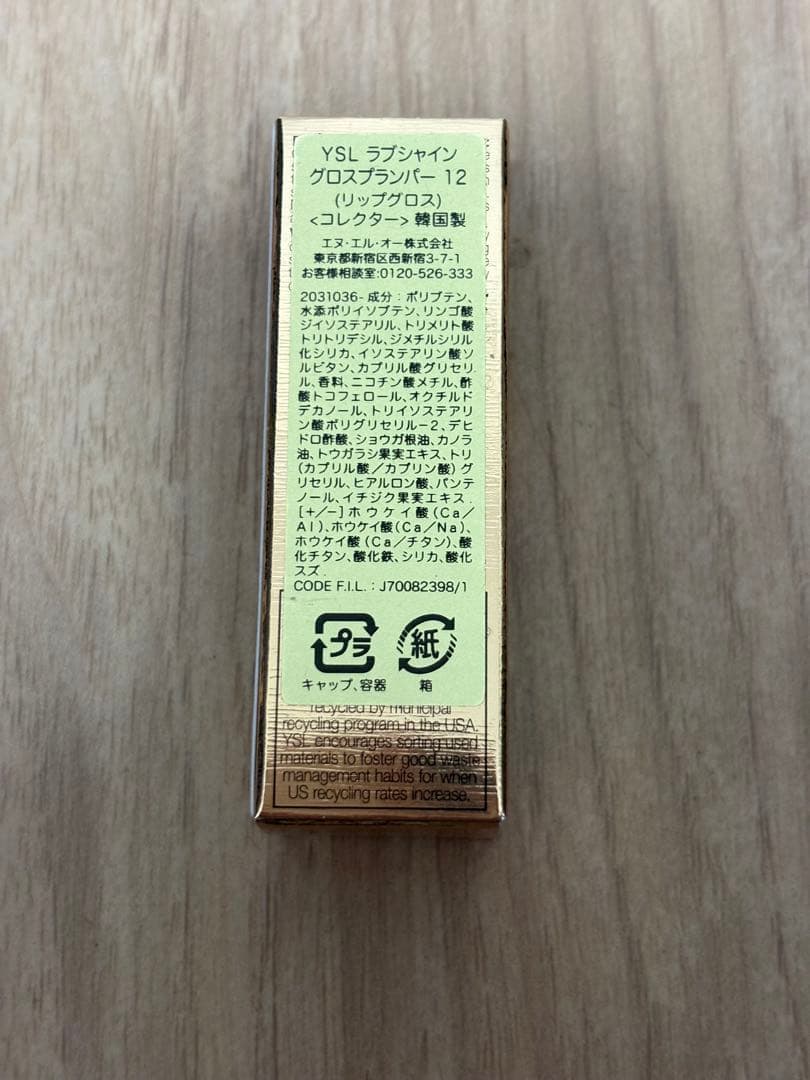 YSL ラブシャイン
グロスプランパー 12
(リップグロス)
<コレクター> 韓国製
エヌ・エル・オー株式会社
東京都新宿区西新宿3-7-1
お客様相談室:0120-526-333
2031036- 成分：ポリブテン、
水添ポリイソブテン、リンゴ酸
ジイソステアリル、トリメリト酸
トリトリデシル、ジメチルシリル
化シリカ、イソステアリン酸ソ
ルビタン、カプリル酸グリセリ
ル、香料、ニコチン酸メチル、酢
酸トコフェロール、オクチルド
デカノール、トリイソステアリ
ン酸ポリグリセリル－2、デヒ
ドロ酢酸、ショウガ根油、カノラ
油、トウガラシ果実エキス、トリ
(カプリル酸／カプリン酸) グ
リセリル、ヒアルロン酸、パンテ
ノール、イチジク果実エキス.
[+/−] ホウケイ酸 (Ca／
Al)、ホウケイ酸 (Ca／Na)、
ホウケイ酸 (Ca／チタン)、酸
化チタン、酸化鉄、シリカ、酸化
スズ.
CODE F.I.L. : J70082398/1
プラ 紙
キャップ、容器 箱
recycled by municipal
recycling program in the USA.
YSL encourages sorting used
materials to foster good waste
management habits for when
US recycling rates increase.